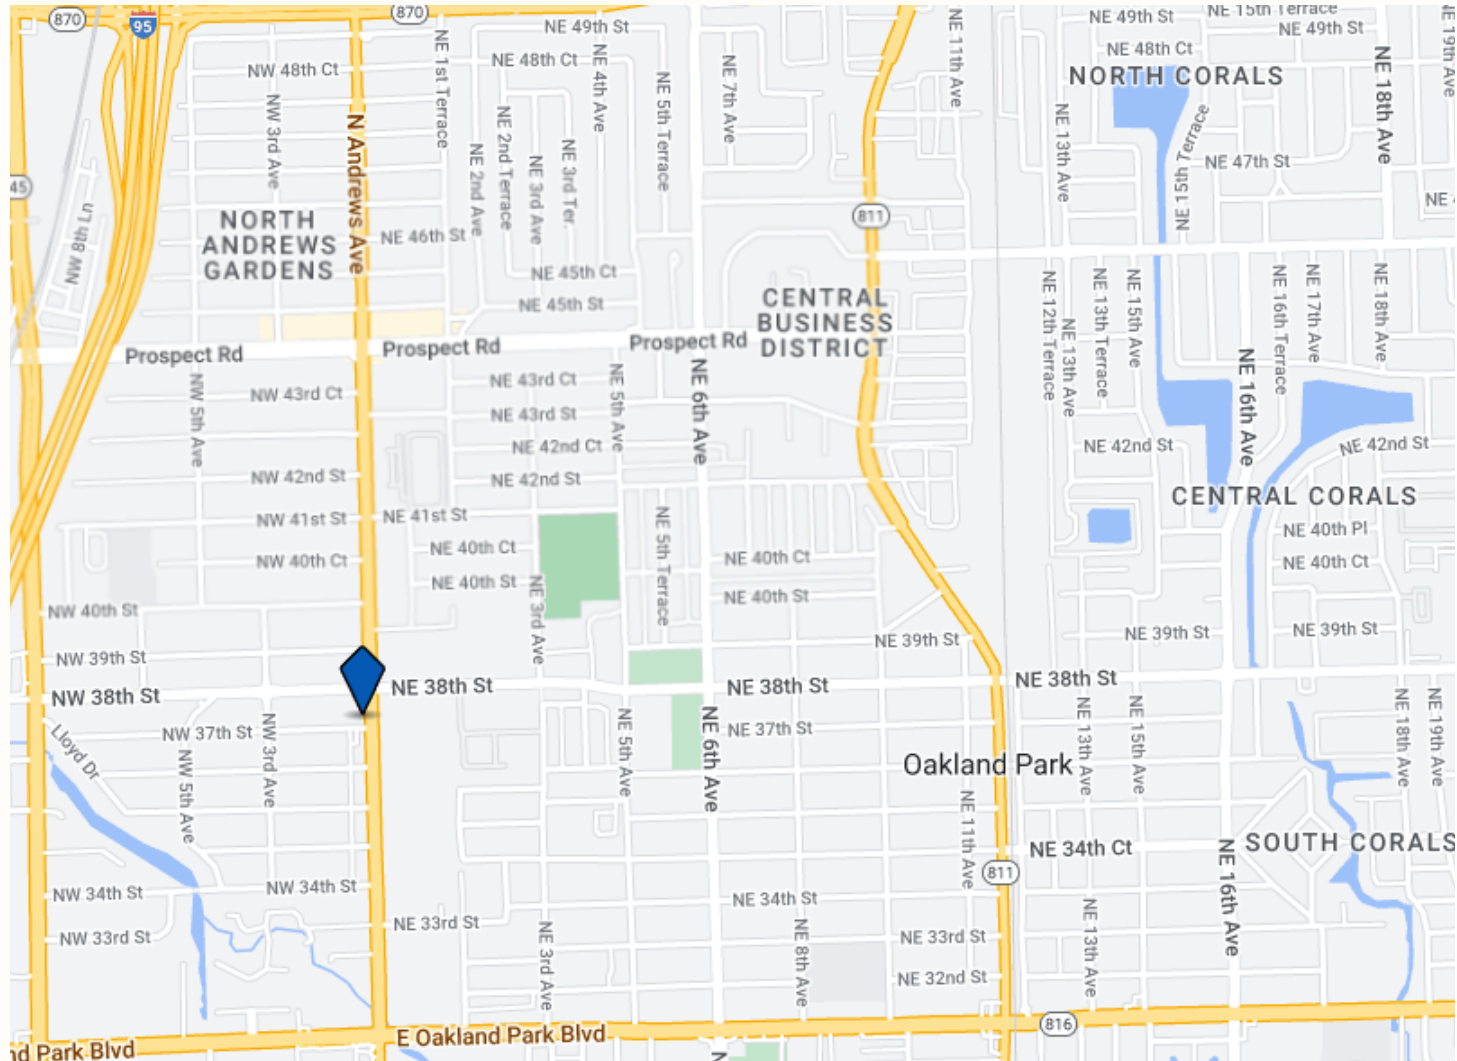 870
95
870
NE 49th St
NE 11th Ave
NE 49th St
NE 15th Terrace
NE 49th St
NE 19th Ave
NW 48th Ct
N Andrews Ave
NE 1st Terrace
NE 48th Ct
NE 4th Ave
NE 5th Terrace
NE 7th Ave
NE 48th Ct
NORTH CORALS
NE 18th Ave
NW 3rd Ave
NE 2nd Ave
NE 2nd Terrace
NE 3rd Ave
NE 3rd Ter.
NE 13th Ave
NE 15th Terrace
NE 47th St
45
NW 8th Ln
NORTH
ANDREWS
GARDENS
NE 46th St
811
NE
NE 45th Ct
NE 45th St
CENTRAL
BUSINESS
DISTRICT
NE 12th Terrace
NE 13th Ave
NE 13th Terrace
NE 15th Ave
NE 16th Terrace
NE 17th Ave
NE 18th Ave
Prospect Rd
Prospect Rd
Prospect Rd
NE 16th Ave
NW 5th Ave
NW 43rd Ct
NE 43rd Ct
NE 5th Ave
NE 6th Ave
NE 43rd St
NE 42nd Ct
NE 42nd St
NE 42nd St
NW 42nd St
NE 42nd St
CENTRAL CORALS
NW 41st St
NE 41st St
NE 5th Terrace
NE 40th Pl
NW 40th Ct
NE 40th Ct
NE 40th Ct
NE 40th Ct
NE 40th St
NE 3rd Ave
NE 40th St
NW 40th St
NE 39th St
NE 39th St
NE 39th St
NW 39th St
NW 38th St
NE 38th St
NE 38th St
NE 38th St
Lloyd Dr
NW 37th St
NW 3rd Ave
NW 5th Ave
NE 5th Ave
NE 6th Ave
NE 37th St
NE 13th Ave
NE 15th Ave
NE 18th Ave
NE 19th Ave
Oakland Park
NE 11th Ave
NE 34th Ct
SOUTH CORALS
811
NE 16th Ave
NW 34th St
NW 34th St
NE 34th St
NE 33rd St
NE 3rd Ave
NE 8th Ave
NE 33rd St
NE 13th Ave
NW 33rd St
NE 32nd St
816
E Oakland Park Blvd
nd Park Blvd
N